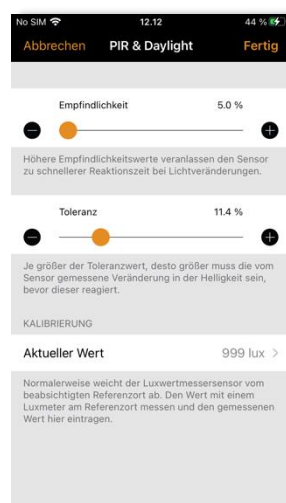 No SIM 12.12 44 %
Abbrechen PIR & Daylight Fertig
Empfindlichkeit 5.0 %
Höhere Empfindlichkeitswerte veranlassen den Sensor
zu schnellerer Reaktionszeit bei Lichtveränderungen.
Toleranz 11.4 %
Je größer der Toleranzwert, desto größer muss die vom
Sensor gemessene Veränderung in der Helligkeit sein,
bevor dieser reagiert.
KALIBRIERUNG
Aktueller Wert 999 lux >
Normalerweise weicht der Luxwertmessersensor vom
beabsichtigten Referenzort ab. Den Wert mit einem
Luxmeter am Referenzort messen und den gemessenen
Wert hier eintragen.